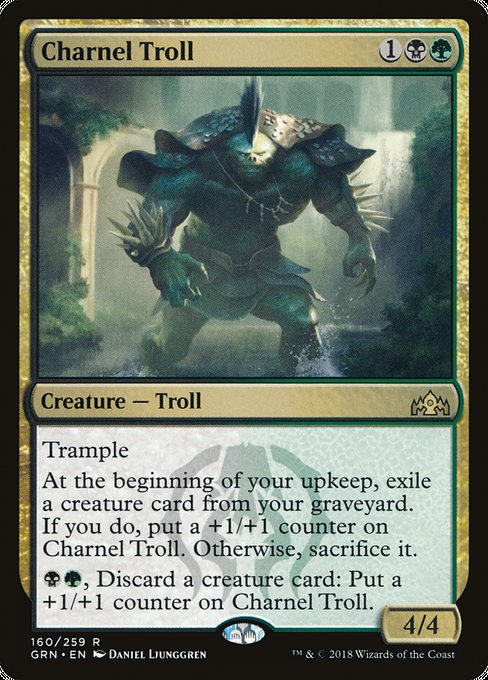 Charnel Troll 1
Creature — Troll
Trample
At the beginning of your upkeep, exile
a creature card from your graveyard.
If you do, put a +1/+1 counter on
Charnel Troll. Otherwise, sacrifice it.
, Discard a creature card: Put a
+1/+1 counter on Charnel Troll.
4/4
160/259 R
GRN • EN Daniel Ljunggren
™ & © 2018 Wizards of the Coast